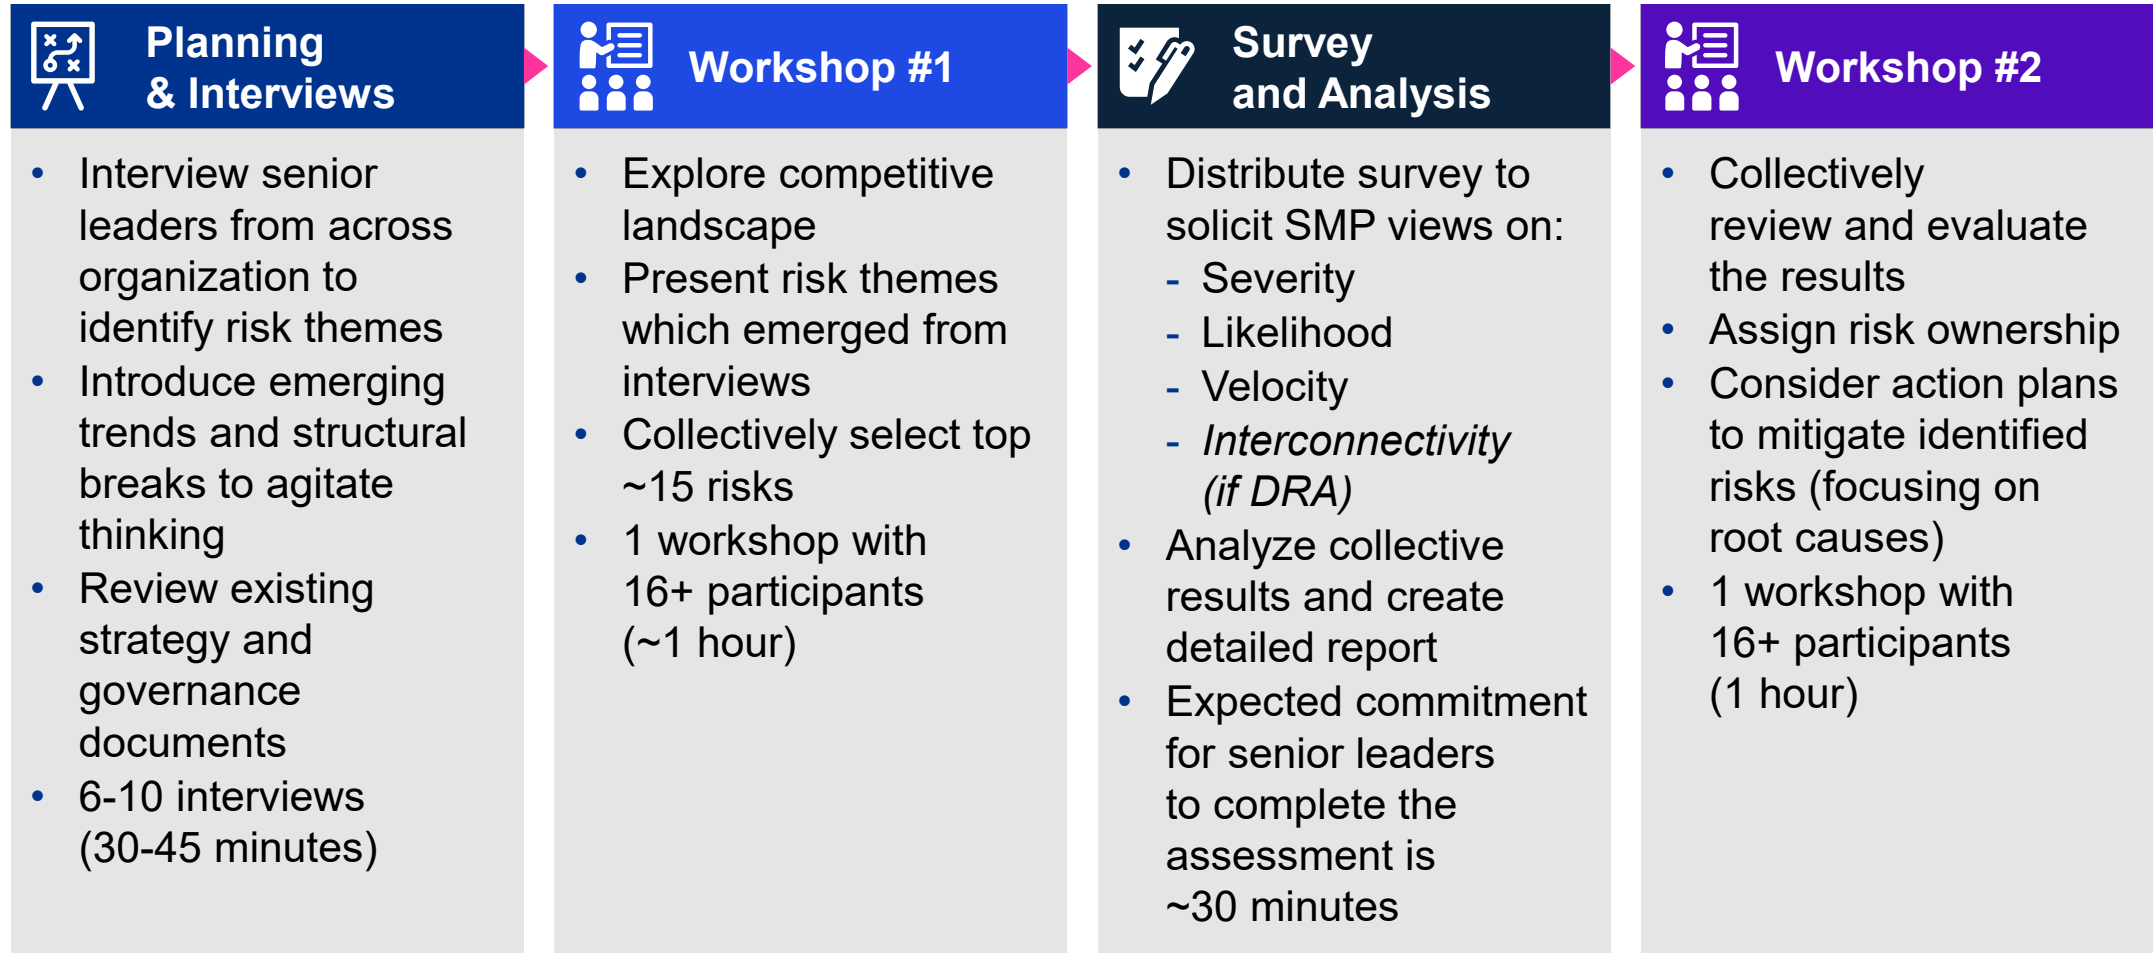 Planning
& Interviews
• Interview senior
leaders from across
organization to
identify risk themes
• Introduce emerging
trends and structural
breaks to agitate
thinking
• Review existing
strategy and
governance
documents
• 6-10 interviews
(30-45 minutes)
Workshop #1
• Explore competitive
landscape
• Present risk themes
which emerged from
interviews
• Collectively select top
~15 risks
• 1 workshop with
16+ participants
(~1 hour)
Survey
and Analysis
• Distribute survey to
solicit SMP views on:
- Severity
- Likelihood
- Velocity
- Interconnectivity
(if DRA)
• Analyze collective
results and create
detailed report
• Expected commitment
for senior leaders
to complete the
assessment is
~30 minutes
Workshop #2
• Collectively
review and evaluate
the results
• Assign risk ownership
• Consider action plans
to mitigate identified
risks (focusing on
root causes)
• 1 workshop with
16+ participants
(1 hour)